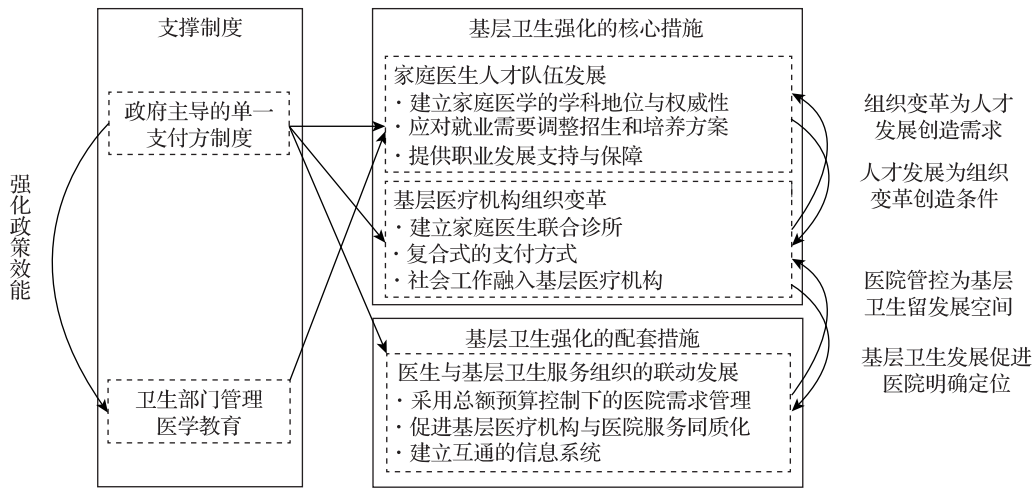 支撑制度
政府主导的单一
支付方制度
卫生部门管理
医学教育
强化政策效能
基层卫生强化的核心措施
家庭医生人才队伍发展
· 建立家庭医学的学科地位与权威性
· 应对就业需要调整招生和培养方案
· 提供职业发展支持与保障
基层医疗机构组织变革
· 建立家庭医生联合诊所
· 复合式的支付方式
· 社会工作融入基层医疗机构
基层卫生强化的配套措施
医生与基层卫生服务组织的联动发展
· 采用总额预算控制下的医院需求管理
· 促进基层医疗机构与医院服务同质化
· 建立互通的信息系统
组织变革为人才
发展创造需求
人才发展为组织
变革创造条件
医院管控为基层
卫生留发展空间
基层卫生发展促进
医院明确定位